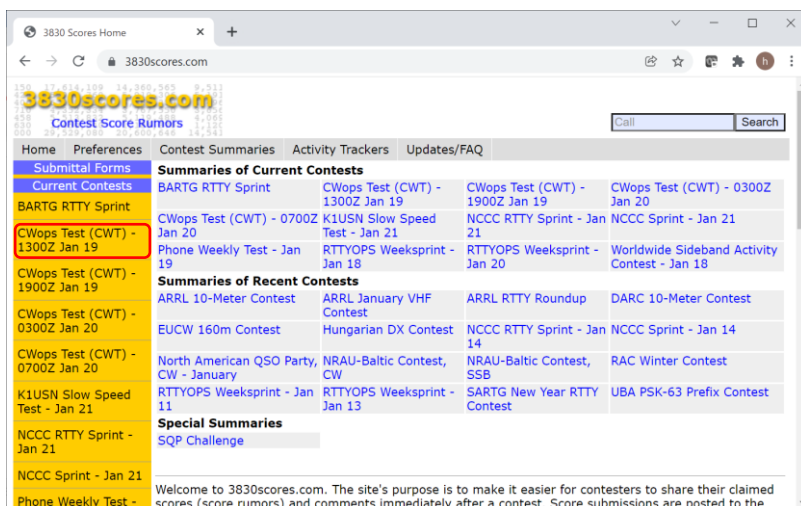 3830 Scores Home
3830scores.com
h
3830scores.com
Contest Score Rumors
Call
Search
Home Preferences Contest Summaries Activity Trackers Updates/FAQ
Submittal Forms
Current Contests
BARTG RTTY Sprint
CWops Test (CWT) -
1300Z Jan 19
CWops Test (CWT) -
1900Z Jan 19
CWops Test (CWT) -
0300Z Jan 20
CWops Test (CWT) -
0700Z Jan 20
K1USN Slow Speed
Test - Jan 21
NCCC RTTY Sprint -
Jan 21
NCCC Sprint - Jan 21
Phone Weekly Test -
Summaries of Current Contests
BARTG RTTY Sprint
CWops Test (CWT) -
1300Z Jan 19
CWops Test (CWT) -
1900Z Jan 19
CWops Test (CWT) - 0300Z
Jan 20
CWops Test (CWT) - 0700Z
Jan 20
K1USN Slow Speed
Test - Jan 21
NCCC RTTY Sprint - Jan
21
NCCC Sprint - Jan 21
Phone Weekly Test - Jan
19
RTTYOPS Weeksprint -
Jan 18
RTTYOPS Weeksprint -
Jan 20
Worldwide Sideband Activity
Contest - Jan 18
Summaries of Recent Contests
ARRL 10-Meter Contest
ARRL January VHF
Contest
ARRL RTTY Roundup
DARC 10-Meter Contest
EUCW 160m Contest
Hungarian DX Contest
NCCC RTTY Sprint - Jan
14
NCCC Sprint - Jan 14
North American QSO Party,
CW - January
NRAU-Baltic Contest,
CW
NRAU-Baltic Contest,
SSB
RAC Winter Contest
RTTYOPS Weeksprint - Jan
11
RTTYOPS Weeksprint -
Jan 13
SARTG New Year RTTY
Contest
UBA PSK-63 Prefix Contest
Special Summaries
SQP Challenge
Welcome to 3830scores.com. The site's purpose is to make it easier for contesters to share their claimed
scores (score rumors) and comments immediately after a contest. Score submissions are posted to the